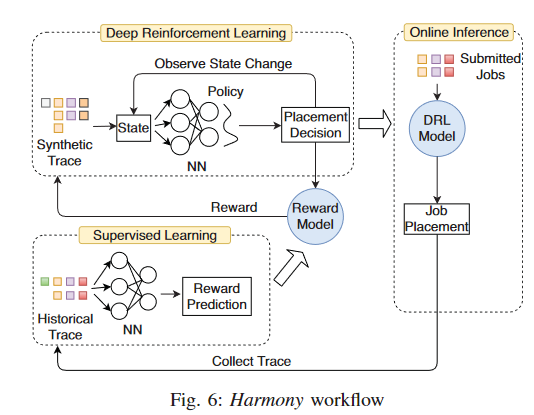 Deep Reinforcement Learning
Observe State Change
Synthetic
Trace
State
Policy
NN
Placement
Decision
Reward
Reward
Model
Supervised Learning
Historical
Trace
NN
Reward
Prediction
Collect Trace
Online Inference
Submitted
Jobs
DRL
Model
Job
Placement
Fig. 6: Harmony workflow